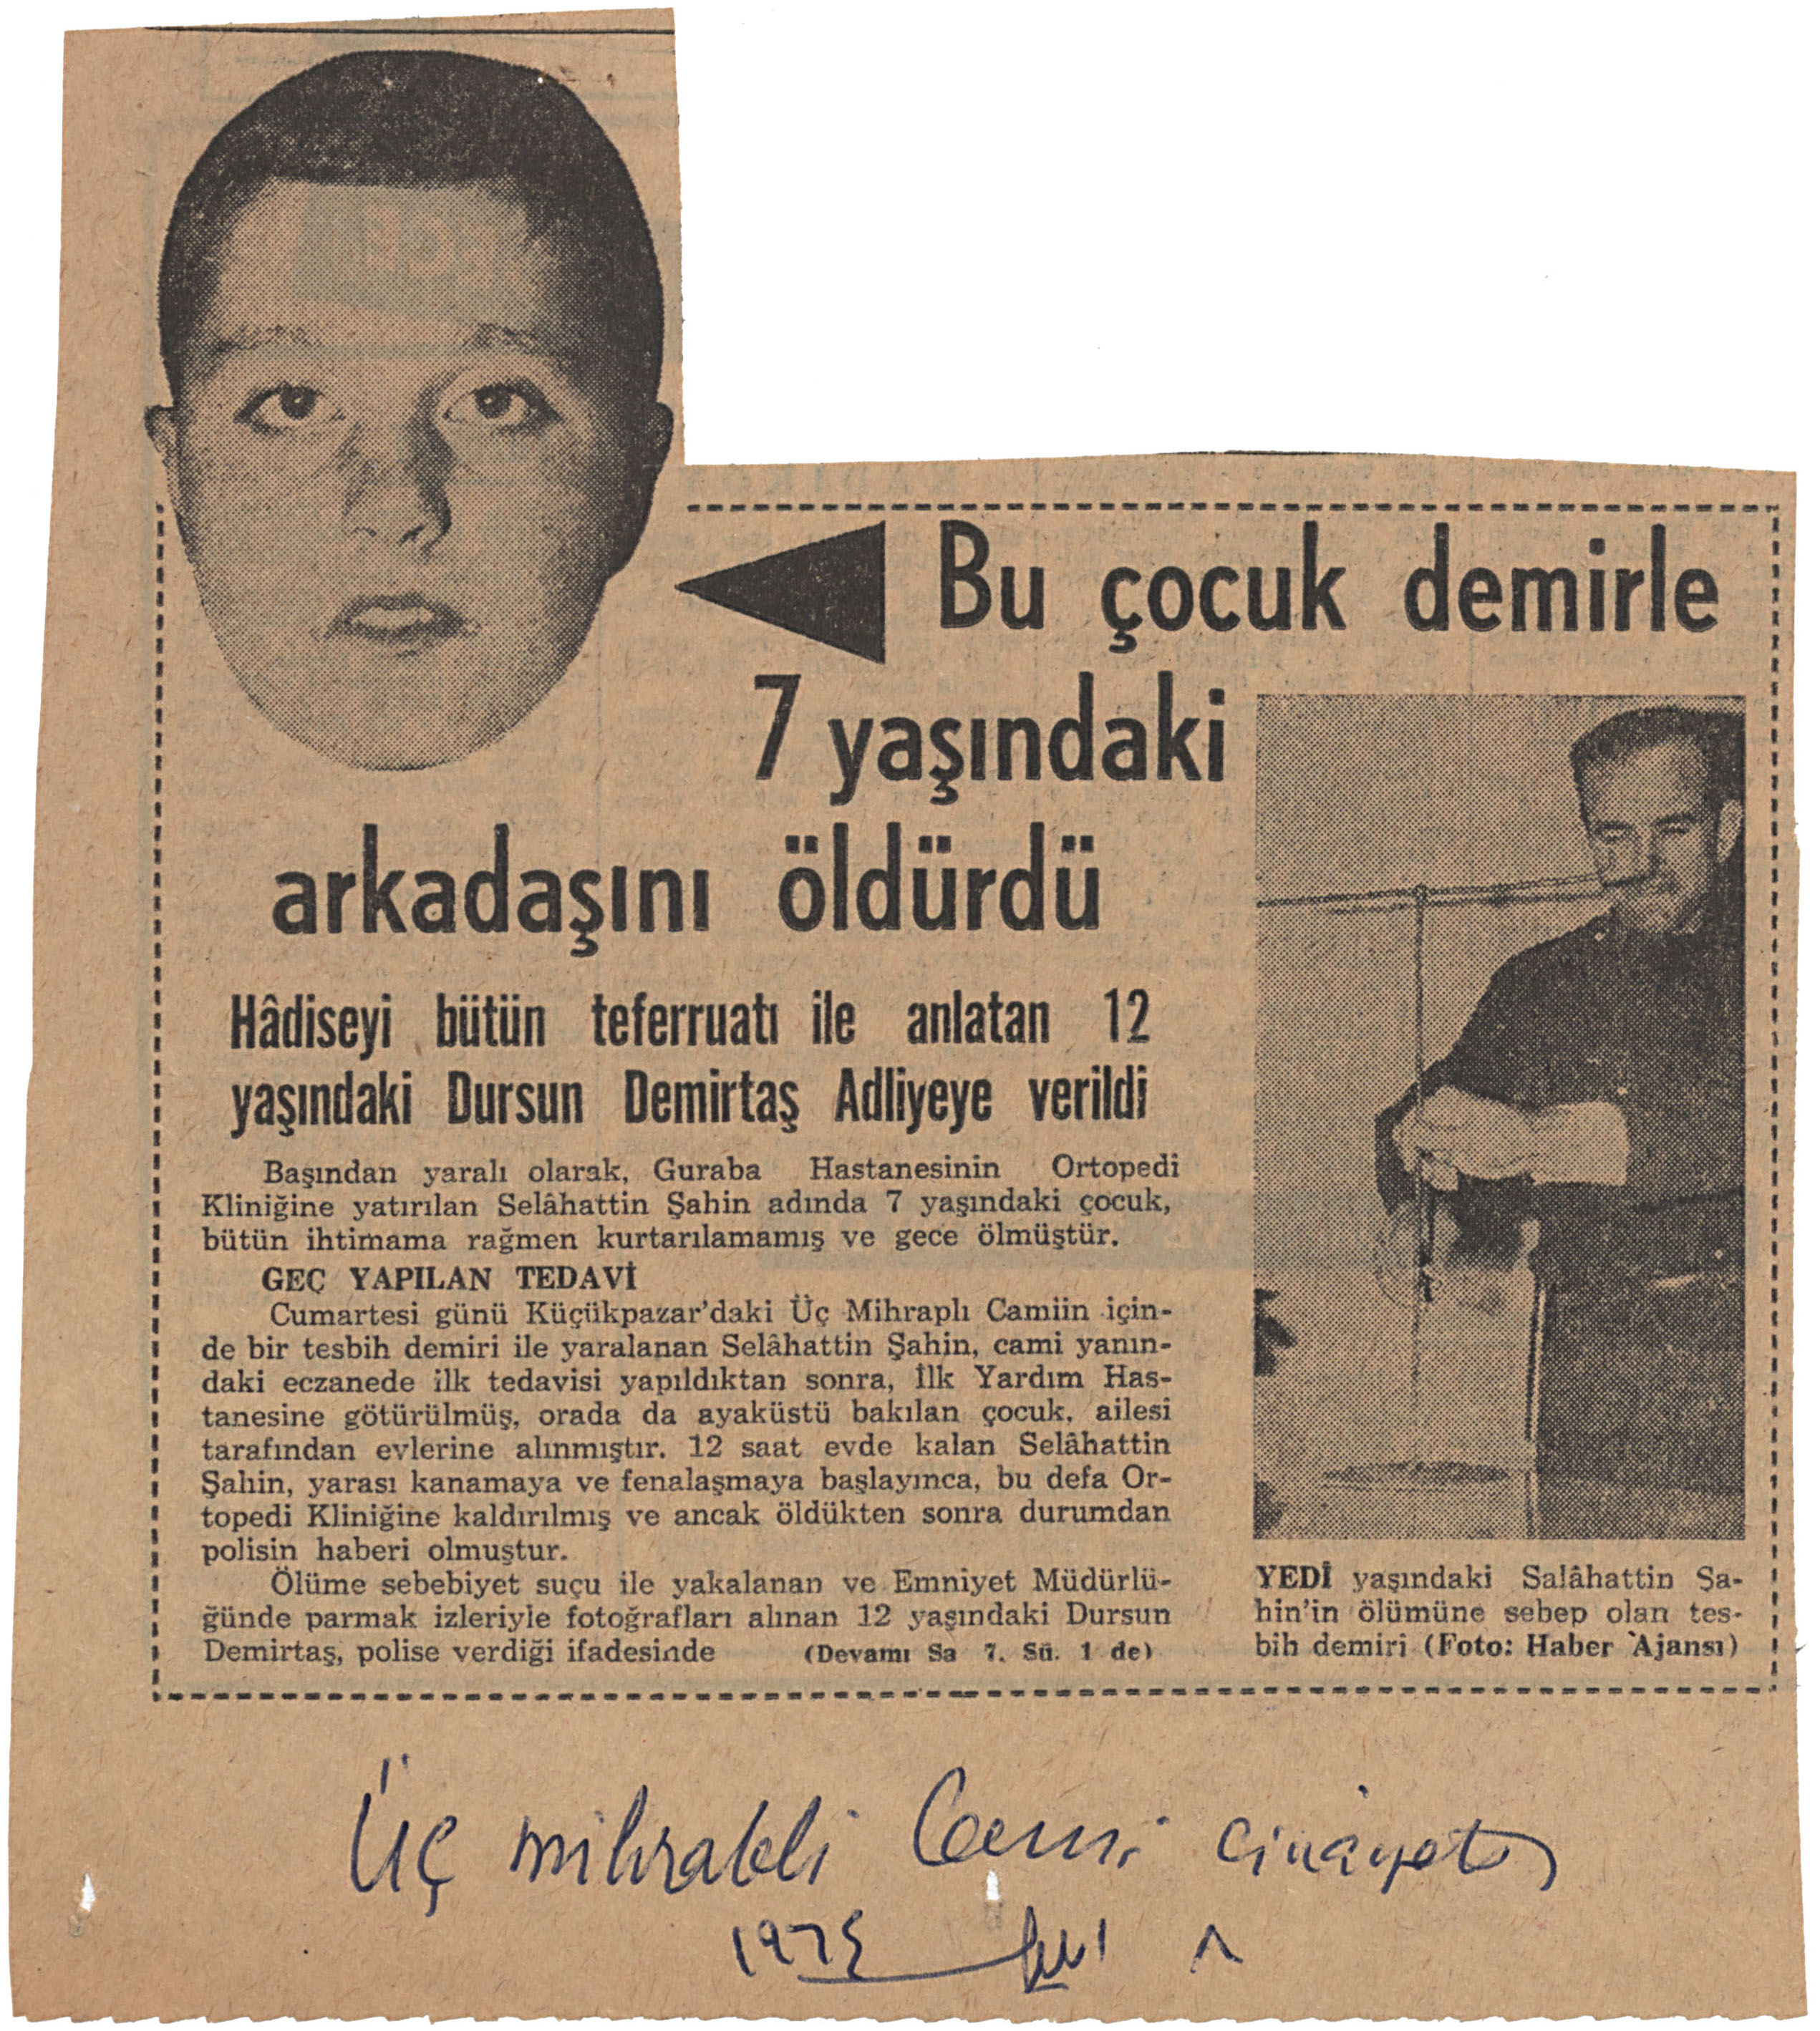 Bu çocuk demirle
7 yaşındaki
arkadaşını öldürdü
Hâdiseyi bütün teferruatı ile anlatan 12
yaşındaki Dursun Demirtaş Adliyeye verildi
Başından yaralı olarak, Guraba Hastanesinin Ortopedi
Kliniğine yatırılan Selâhattin Şahin adında 7 yaşındaki çocuk,
bütün ihtimama rağmen kurtarılamamış ve gece ölmüştür.
GEÇ YAPILAN TEDAVİ
Cumartesi günü Küçükpazar'daki Üç Mihraplı Camiin için-
de bir tesbih demiri ile yaralanan Selâhattin Şahin, cami yanın-
daki eczanede ilk tedavisi yapıldıktan sonra, İlk Yardım Has-
tanesine götürülmüş, orada da ayaküstü bakılan çocuk, ailesi
tarafından evlerine alınmıştır. 12 saat evde kalan Selâhattin
Şahin, yarası kanamaya ve fenalaşmaya başlayınca, bu defa Or-
topedi Kliniğine kaldırılmış ve ancak öldükten sonra durumdan
polisin haberi olmuştur.
Ölüme sebebiyet suçu ile yakalanan ve Emniyet Müdürlü-
ğünde parmak izleriyle fotoğrafları alınan 12 yaşındaki Dursun
Demirtaş, polise verdiği ifadesinde (Devamı Sa 7. Sü. 1 de)
YEDİ yaşındaki Salâhattin Şa-
hin'in ölümüne sebep olan tes-
bih demiri (Foto: Haber Ajansı)
Üç mihrabli Cami cinayeti
٨ ١٩٦٤